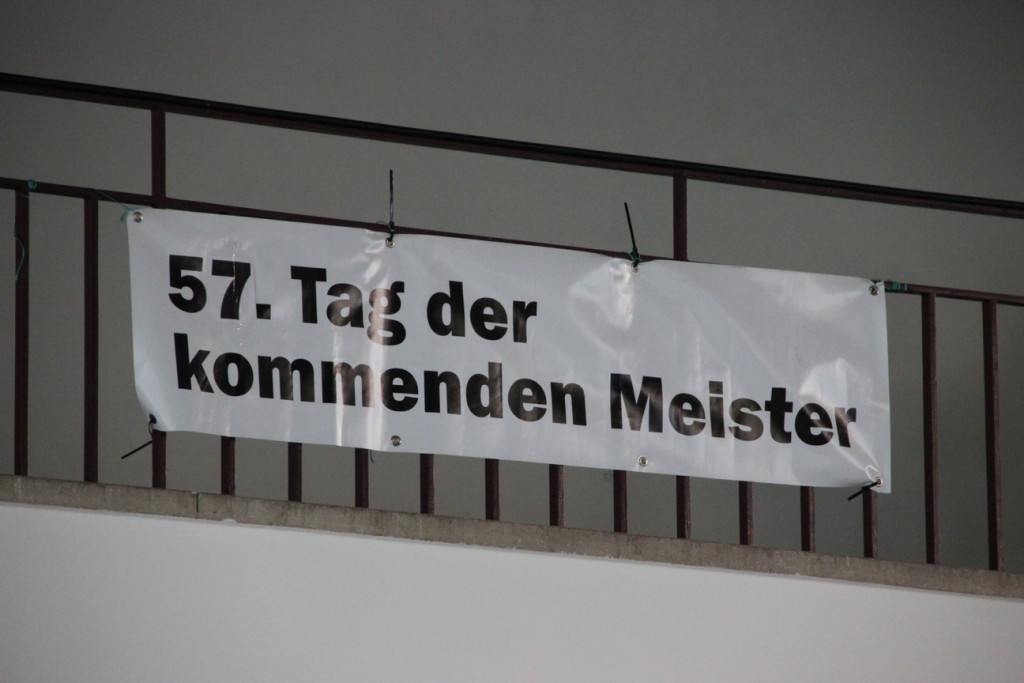 57. Tag der
kommenden Meister